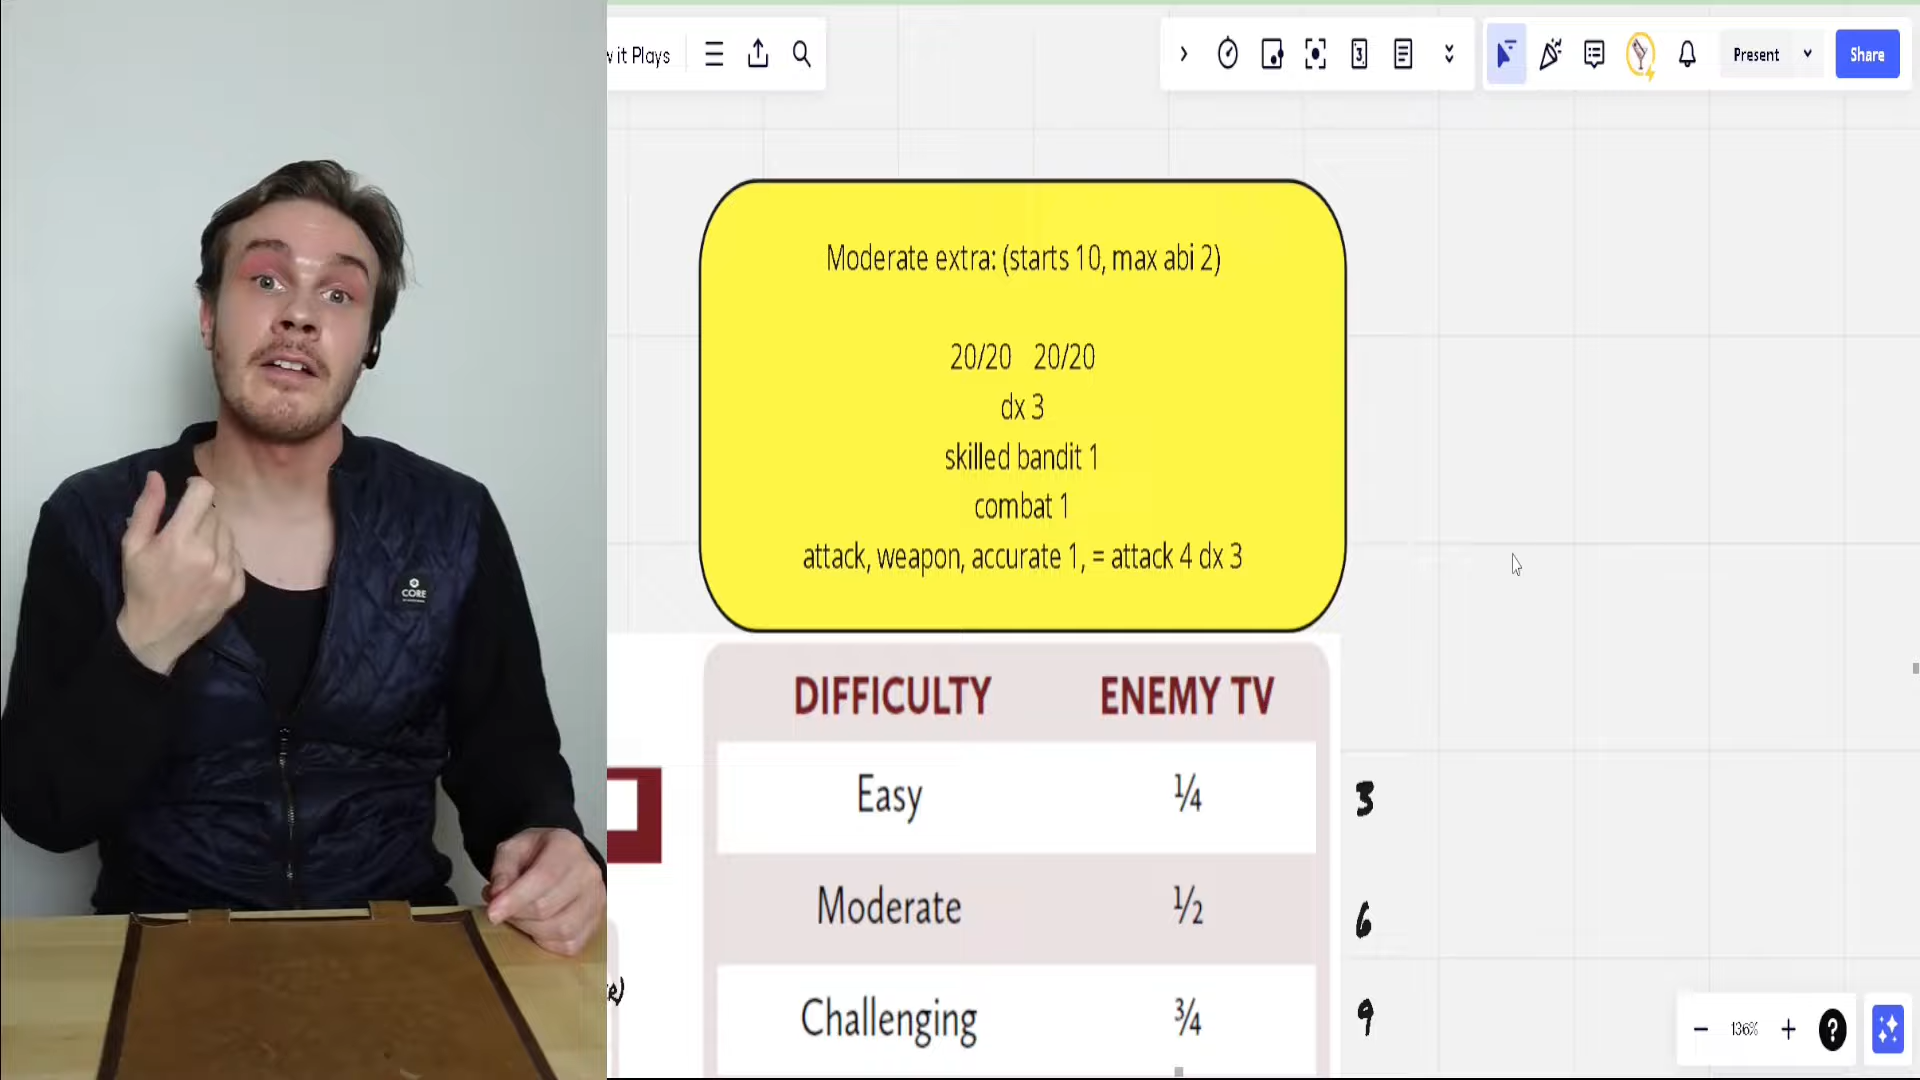 it Plays
Present
Share
Moderate extra: (starts 10, max abi 2)
20/20 20/20
dx 3
skilled bandit 1
combat 1
attack, weapon, accurate 1, = attack 4 dx 3
CORE
DIFFICULTY ENEMY TV
Easy ¼ 3
Moderate ½ 6
Challenging ¾ 9
136%